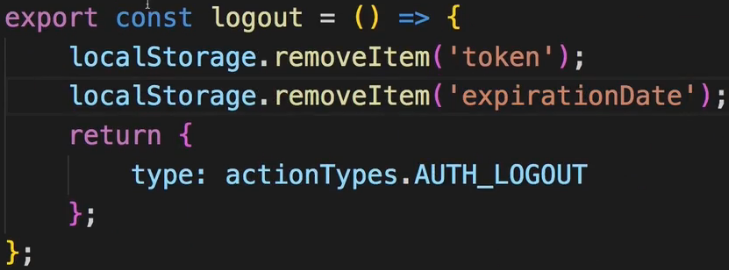 export const logout = () => {
    localStorage.removeItem('token');
    localStorage.removeItem('expirationDate');
    return {
        type: actionTypes.AUTH_LOGOUT
    };
};